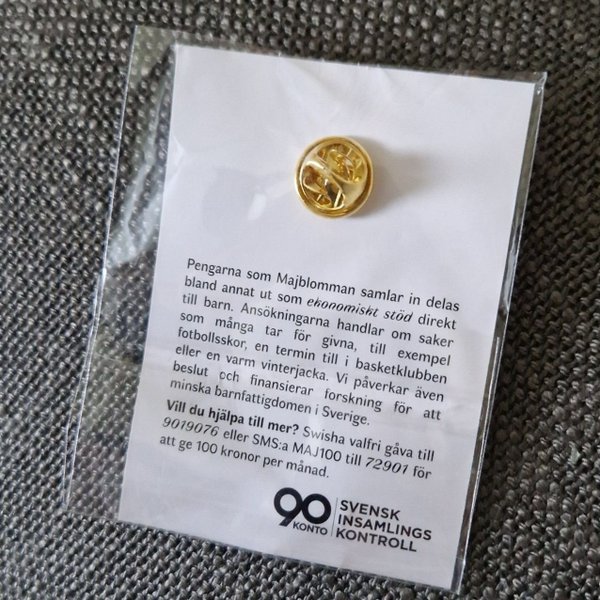 Pengarna som Majblomman samlar in delas
bland annat ut som ekonomiskt stöd direkt
till barn. Ansökningarna handlar om saker
som många tar för givna, till exempel
fotbollsskor, en termin till i basketklubben
eller en varm vinterjacka. Vi påverkar även
beslut och finansierar forskning för att
minska barnfattigdomen i Sverige.
Vill du hjälpa till mer? Swisha valfri gåva till
9019076 eller SMS:a MAJ100 till 72901 för
att ge 100 kronor per månad.
90
KONTO
SVENSK
INSAMLINGS
KONTROLL